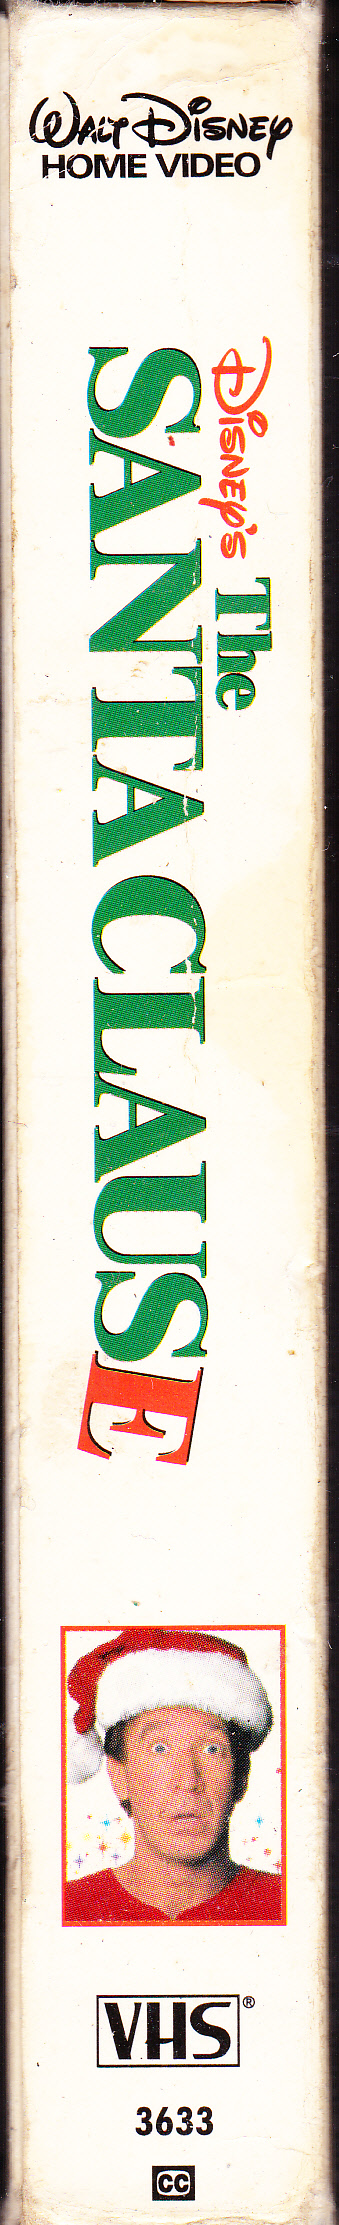 Walt Disney
HOME VIDEO
Disney's
The
SANTA CLAUSE
VHS®
3633
CC